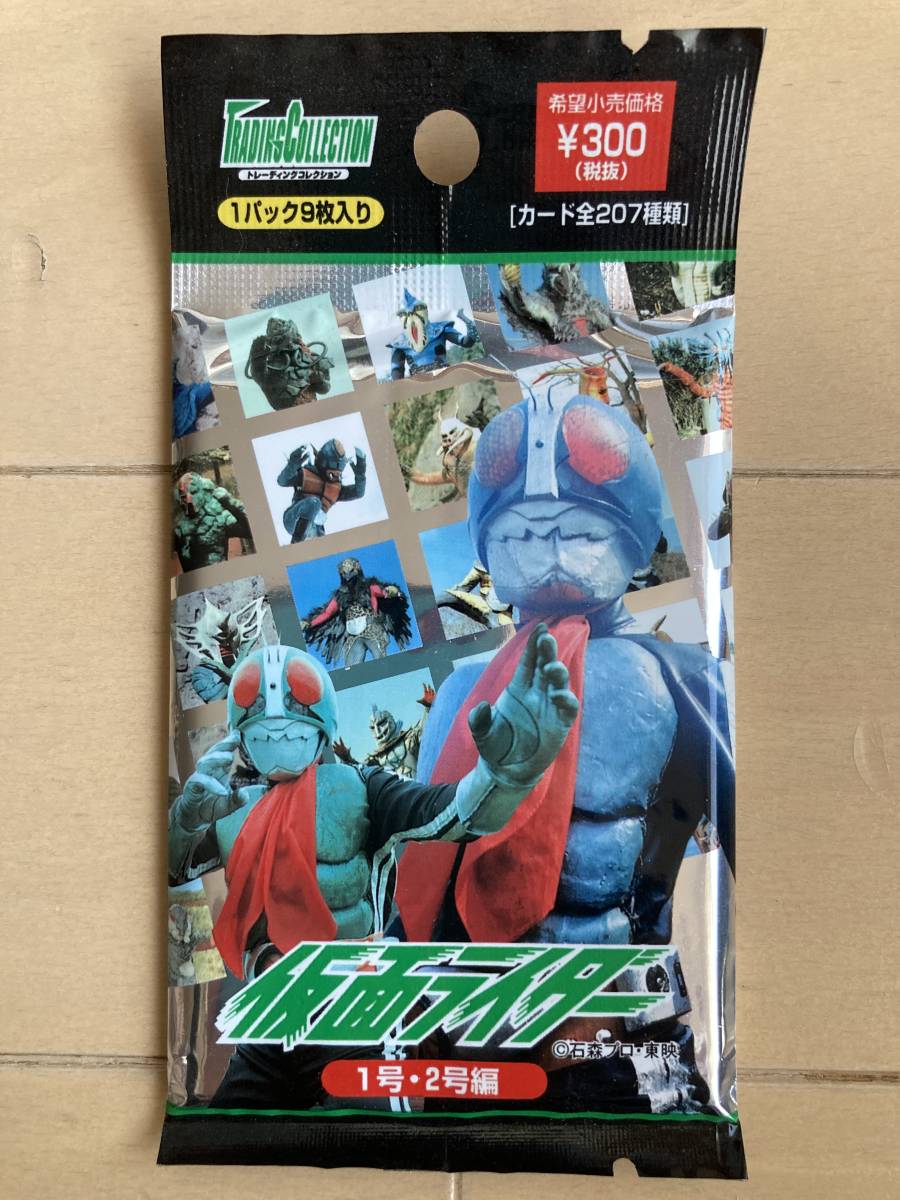 TRADING COLLECTION
トレーディングコレクション
1パック9枚入り
希望小売価格
¥300
(税抜)
[カード全207種類]
仮面ライダー
©石森プロ・東映
1号・2号編